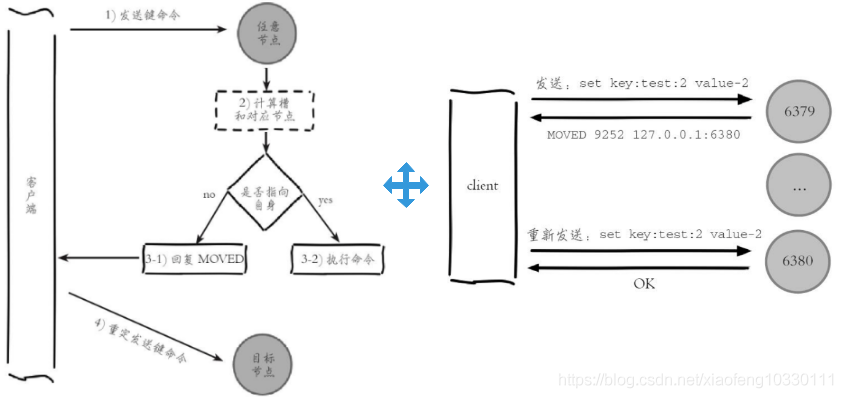 1) 发送键命令
任意
节点
2) 计算槽
和对应节点
是否指向
自身
no
yes
3-1) 回复 MOVED
3-2) 执行命令
客户端
4) 重定发送键命令
目标
节点
发送: set key:test:2 value-2
6379
MOVED 9252 127.0.0.1:6380
client
...
重新发送: set key:test:2 value-2
6380
OK
https://blog.csdn.net/xiaofeng10330111